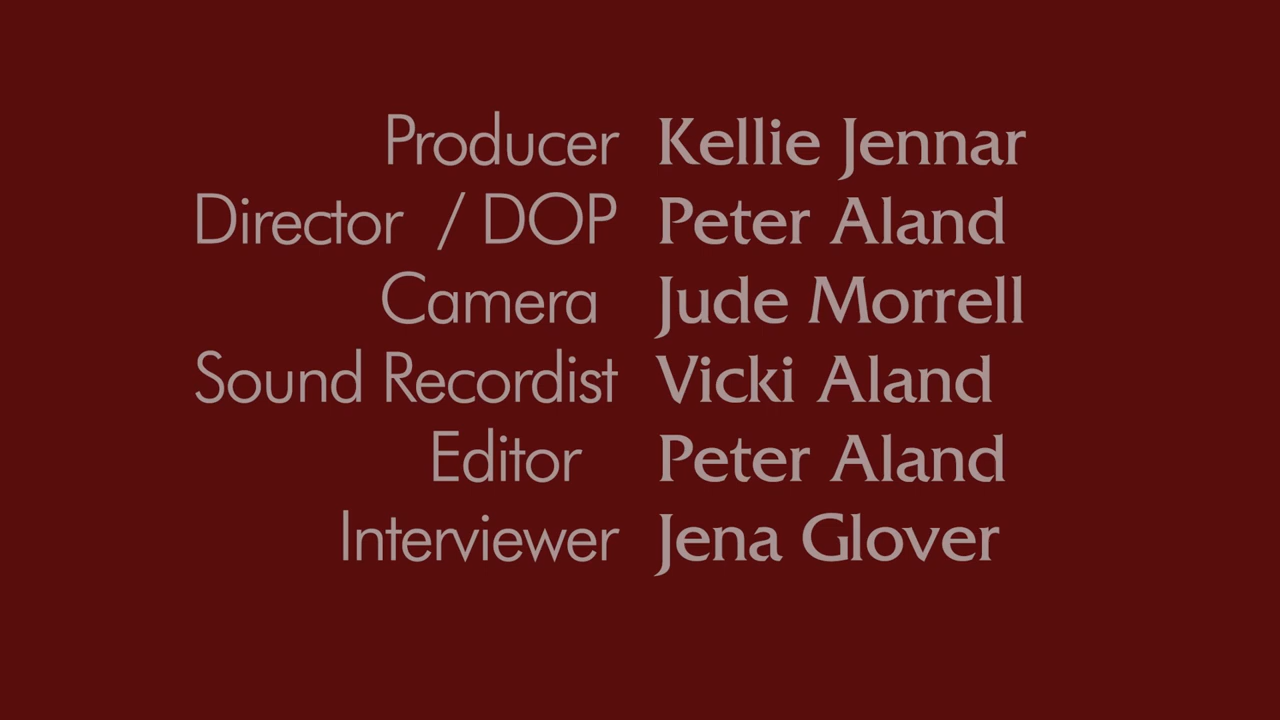 Producer Kellie Jennar
Director / DOP Peter Aland
Camera Jude Morrell
Sound Recordist Vicki Aland
Editor Peter Aland
Interviewer Jena Glover